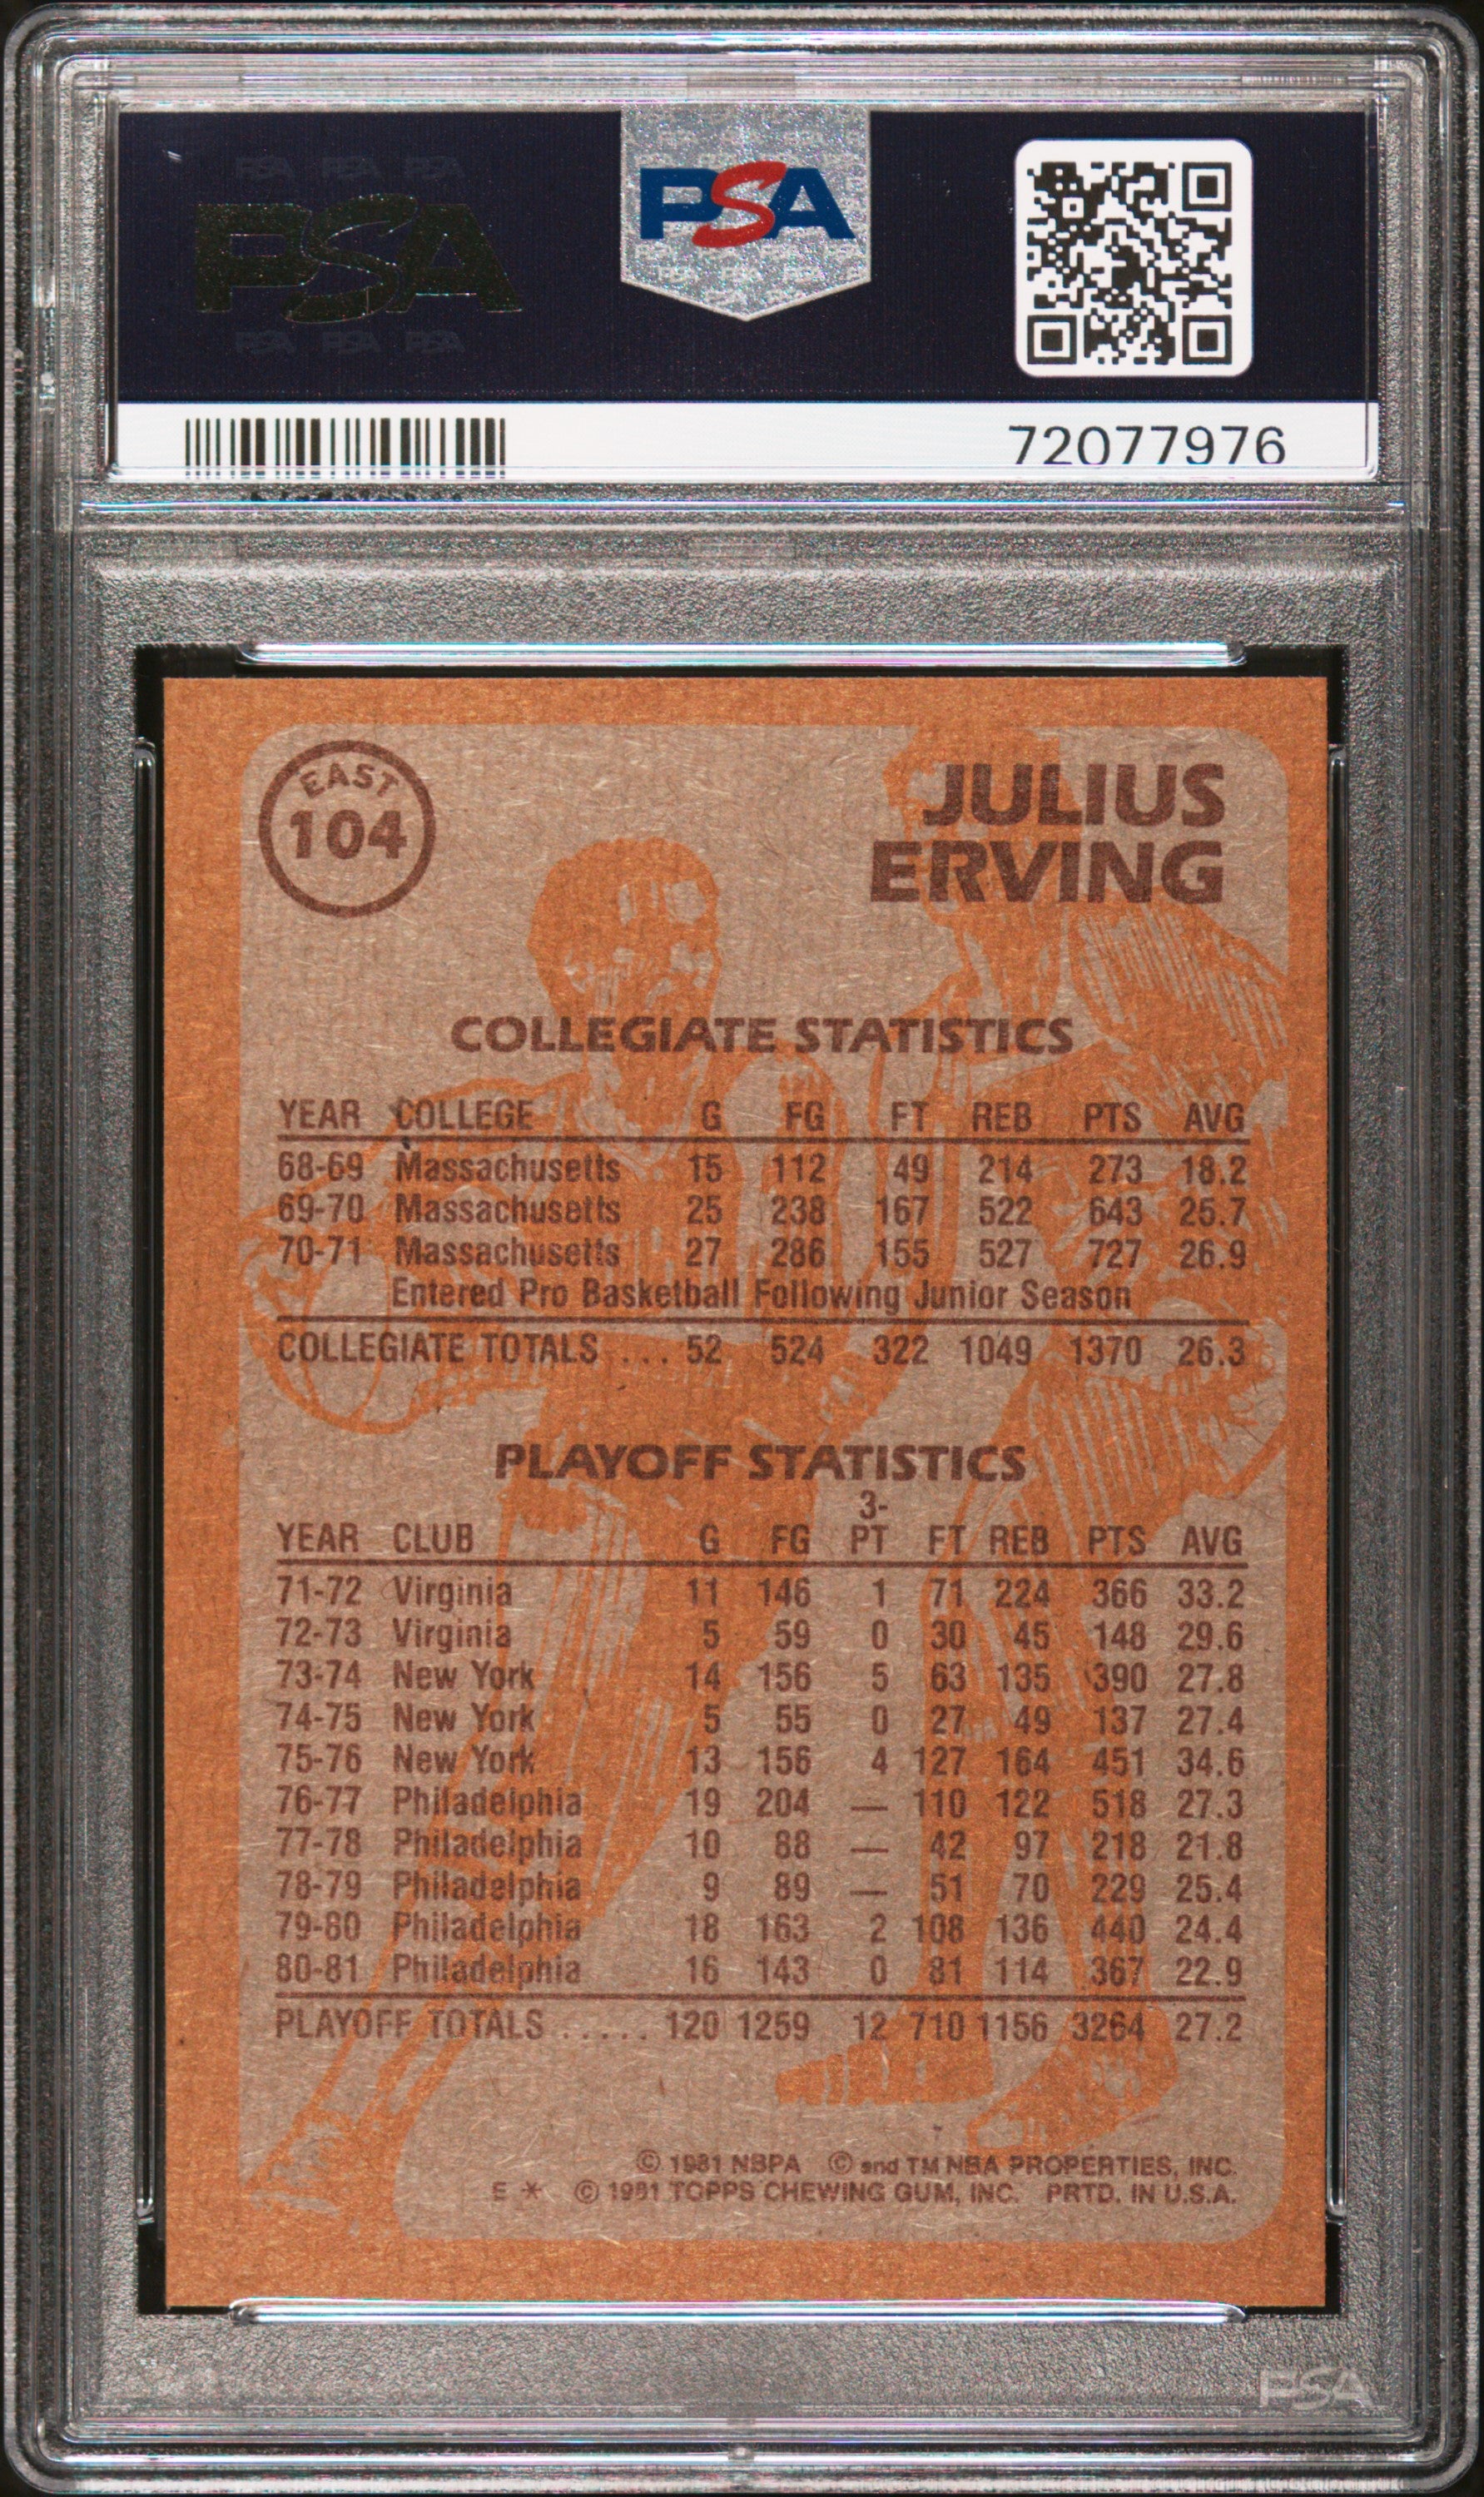 PSA PSA PSA
PSA
PSA PSA PSA
PSA
72077976
EAST
104
JULIUS
ERVING
COLLEGIATE STATISTICS
YEAR COLLEGE G FG FT REB PTS AVG
68-69 Massachusetts 15 112 49 214 273 18.2
69-70 Massachusetts 25 238 167 522 643 25.7
70-71 Massachusetts 27 286 155 527 727 26.9
Entered Pro Basketball Following Junior Season
COLLEGIATE TOTALS ... 52 524 322 1049 1370 26.3
PLAYOFF STATISTICS
3-
YEAR CLUB G FG PT FT REB PTS AVG
71-72 Virginia 11 146 1 71 224 366 33.2
72-73 Virginia 5 59 0 30 45 148 29.6
73-74 New York 14 156 5 63 135 390 27.8
74-75 New York 5 55 0 27 49 137 27.4
75-76 New York 13 156 4 127 164 451 34.6
76-77 Philadelphia 19 204 — 110 122 518 27.3
77-78 Philadelphia 10 88 — 42 97 218 21.8
78-79 Philadelphia 9 89 — 51 70 229 25.4
79-80 Philadelphia 18 163 2 108 136 440 24.4
80-81 Philadelphia 16 143 0 81 114 367 22.9
PLAYOFF TOTALS ..... 120 1259 12 710 1156 3264 27.2
© 1981 NBPA © and TM NBA PROPERTIES, INC.
E * © 1981 TOPPS CHEWING GUM, INC. PRTD. IN U.S.A.
PSA